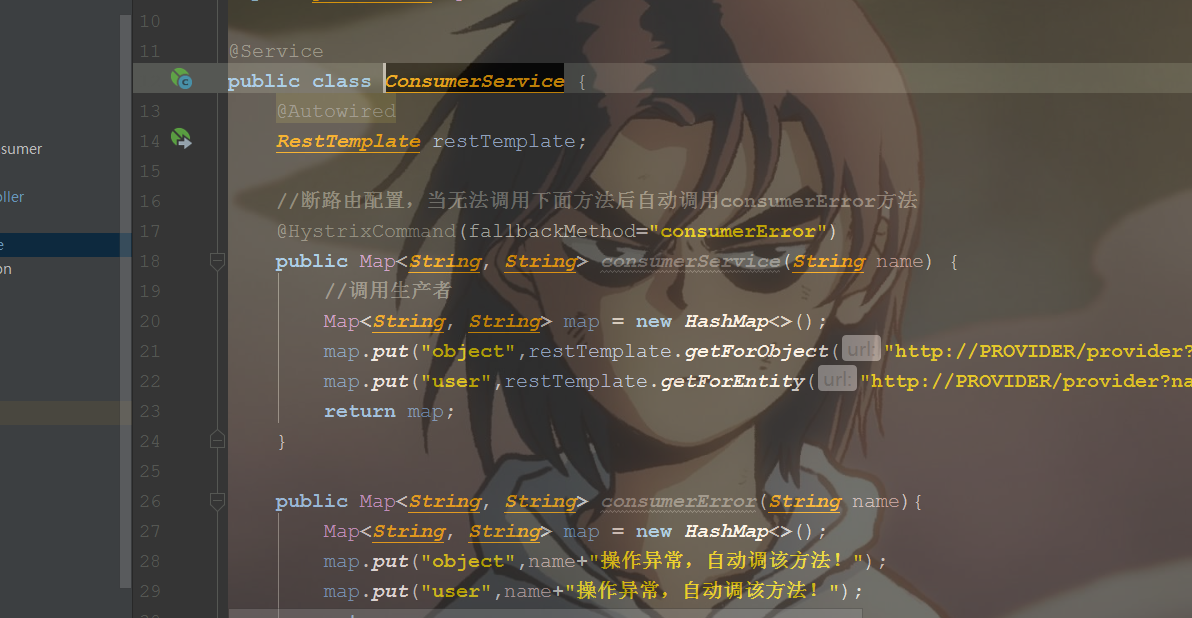 10
11 @Service
public class ConsumerService {
13 @Autowired
sumer
14 RestTemplate restTemplate;
15
ller
16 //断路由配置，当无法调用下面方法后自动调用consumerError方法
17 @HystrixCommand(fallbackMethod="consumerError")
e
18 public Map<String, String> consumerService(String name) {
on
19 //调用生产者
20 Map<String, String> map = new HashMap<>();
21 map.put("object",restTemplate.getForObject( url: "http://PROVIDER/provider?
22 map.put("user",restTemplate.getForEntity( url: "http://PROVIDER/provider?na
23 return map;
24 }
25
26 public Map<String, String> consumerError(String name){
27 Map<String, String> map = new HashMap<>();
28 map.put("object",name+"操作异常，自动调该方法！");
29 map.put("user",name+"操作异常，自动调该方法！");